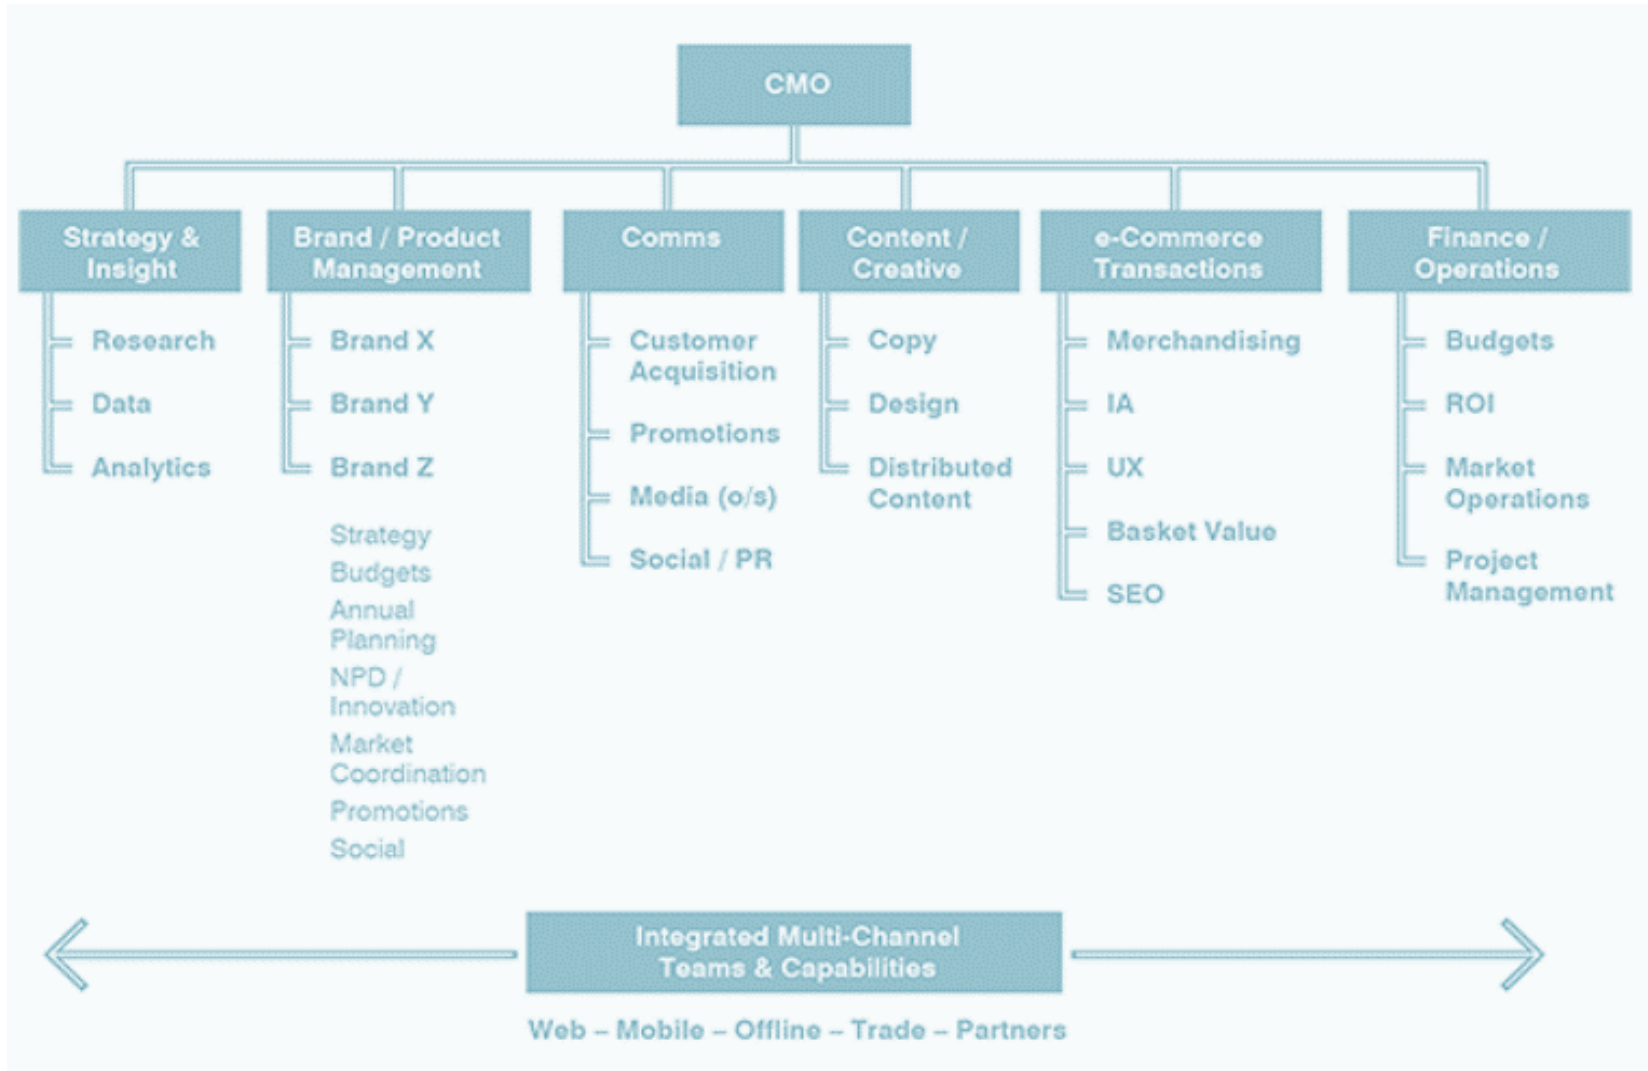 CMO
Strategy &
Insight
Research
Data
Analytics
Brand / Product
Management
Brand X
Brand Y
Brand Z
Strategy
Budgets
Annual
Planning
NPD /
Innovation
Market
Coordination
Promotions
Social
Comms
Customer
Acquisition
Promotions
Media (o/s)
Social / PR
Content /
Creative
Copy
Design
Distributed
Content
e-Commerce
Transactions
Merchandising
IA
UX
Basket Value
SEO
Finance /
Operations
Budgets
ROI
Market
Operations
Project
Management
Integrated Multi-Channel
Teams & Capabilities
Web – Mobile – Offline – Trade – Partners